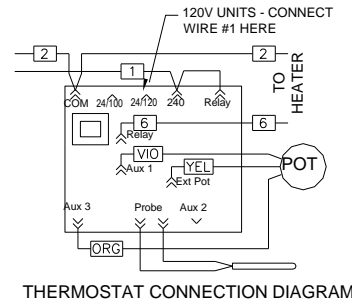 120V UNITS - CONNECT
WIRE #1 HERE
2
2
1
TO
HEATER
COM 24/100 24/120 240 Relay
6
6
Relay
VIO
Aux 1
YEL
POT
Ext Pot
Aux 3 Probe Aux 2
ORG
THERMOSTAT CONNECTION DIAGRAM